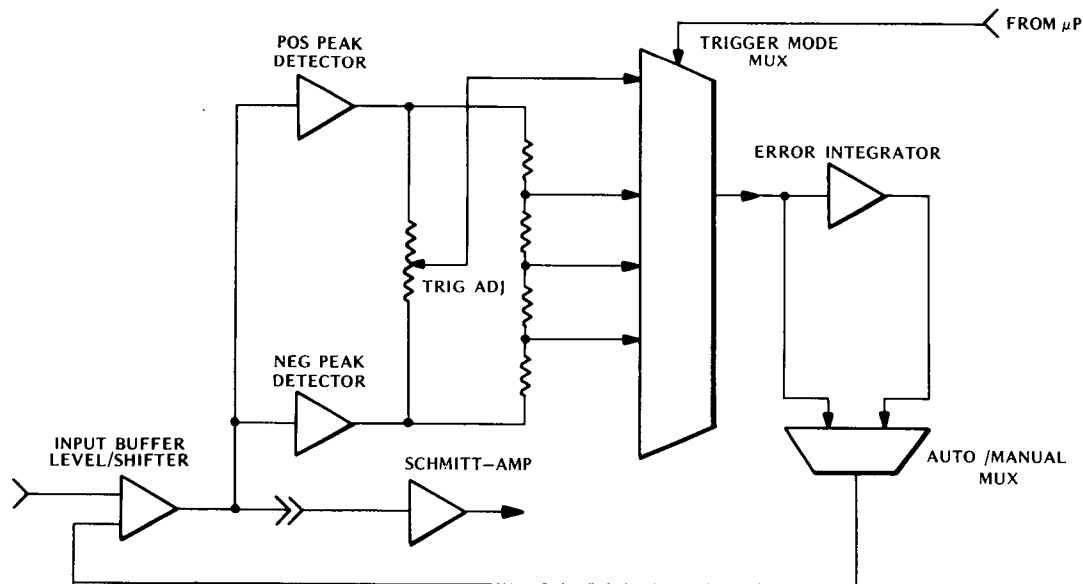 FROM µP
POS PEAK
DETECTOR
TRIGGER MODE
MUX
ERROR INTEGRATOR
TRIG ADJ
NEG PEAK
DETECTOR
INPUT BUFFER
LEVEL/SHIFTER
SCHMITT-AMP
AUTO /MANUAL
MUX